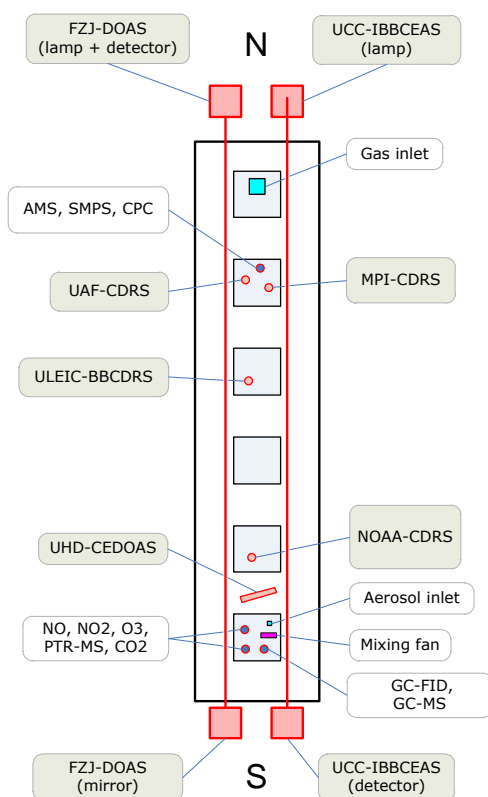 FZJ-DOAS
(lamp + detector)
N
UCC-IBBCEAS
(lamp)
Gas inlet
AMS, SMPS, CPC
UAF-CDRS
MPI-CDRS
ULEIC-BBCDRS
UHD-CEDOAS
NOAA-CDRS
Aerosol inlet
NO, NO2, O3,
PTR-MS, CO2
Mixing fan
GC-FID,
GC-MS
FZJ-DOAS
(mirror)
S
UCC-IBBCEAS
(detector)